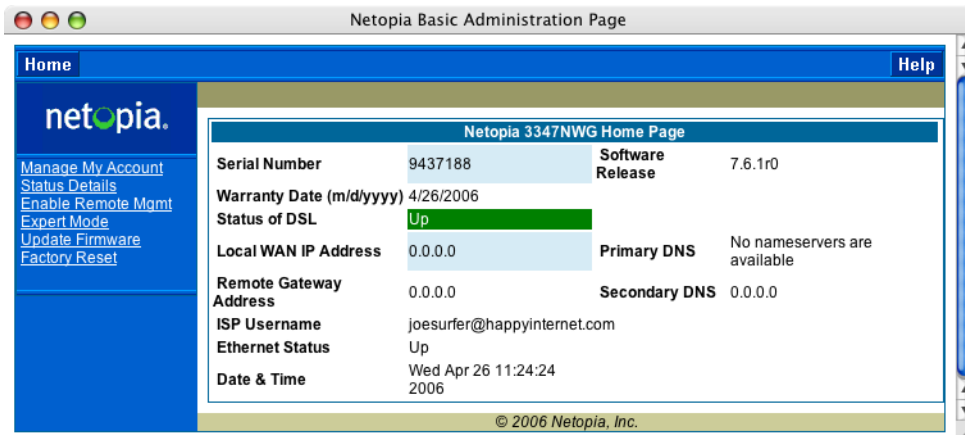 Netopia Basic Administration Page
Home
Help
netopia.
Manage My Account
Status Details
Enable Remote Mgmt
Expert Mode
Update Firmware
Factory Reset
Netopia 3347NWG Home Page
Serial Number 9437188 Software Release 7.6.1r0
Warranty Date (m/d/yyyy) 4/26/2006
Status of DSL Up
Local WAN IP Address 0.0.0.0 Primary DNS No nameservers are available
Remote Gateway Address 0.0.0.0 Secondary DNS 0.0.0.0
ISP Username joesurfer@happyinternet.com
Ethernet Status Up
Date & Time Wed Apr 26 11:24:24 2006
© 2006 Netopia, Inc.